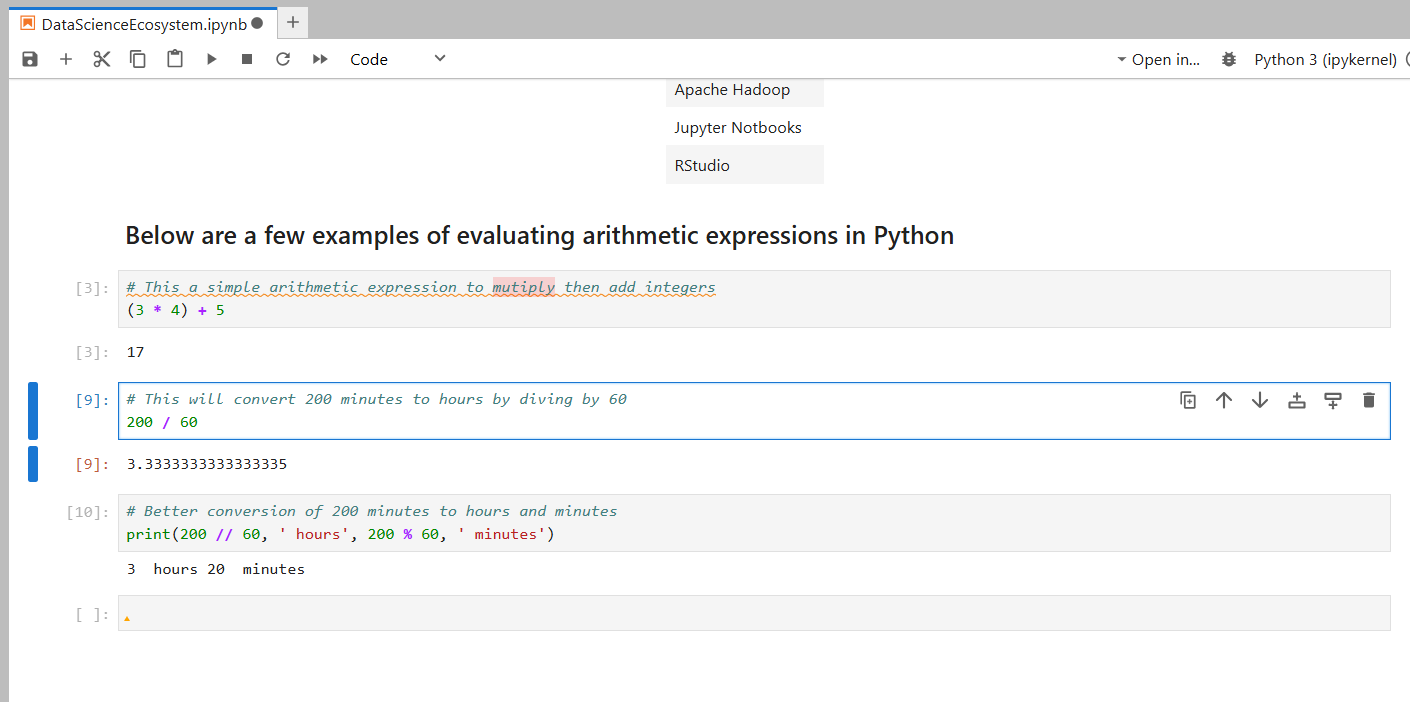 DataScienceEcosystem.ipynb
Code
Open in...
Python 3 (ipykernel)
Apache Hadoop
Jupyter Notbooks
RStudio
Below are a few examples of evaluating arithmetic expressions in Python
[3]: # This a simple arithmetic expression to mutiply then add integers
(3 * 4) + 5
[3]: 17
[9]: # This will convert 200 minutes to hours by diving by 60
200 / 60
[9]: 3.3333333333333335
[10]: # Better conversion of 200 minutes to hours and minutes
print(200 // 60, ' hours', 200 % 60, ' minutes')
3  hours 20  minutes
[ ]: